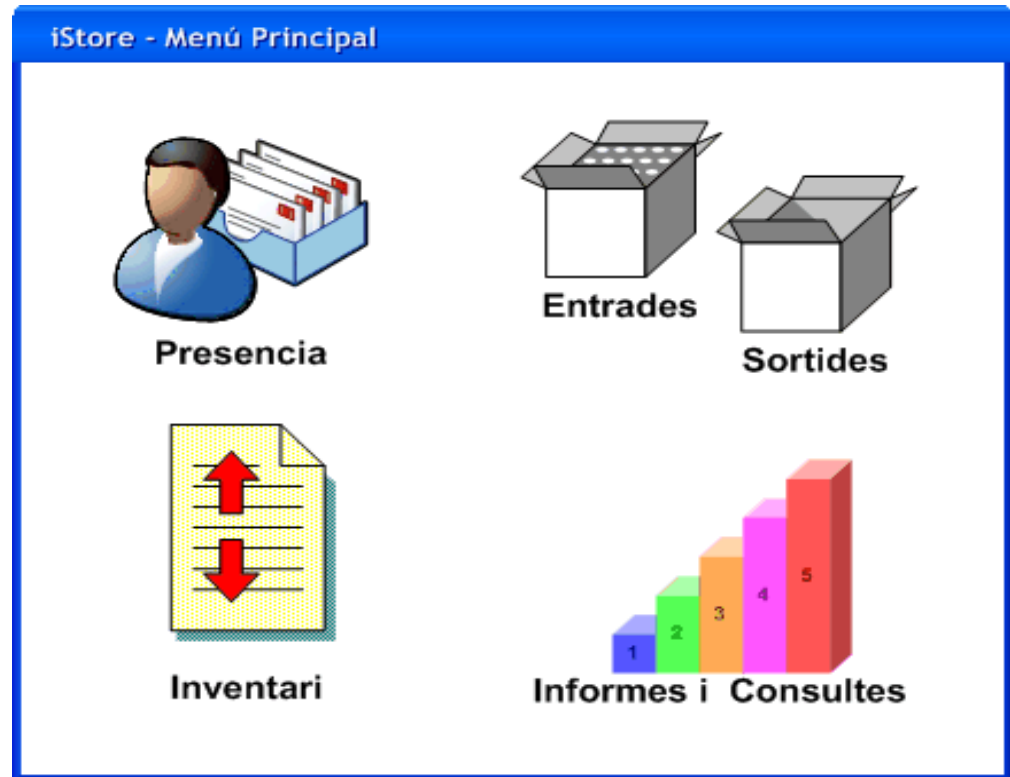 iStore - Menú Principal
Entrades
Presencia
Sortides
1
2
3
4
5
Inventari
Informes i Consultes